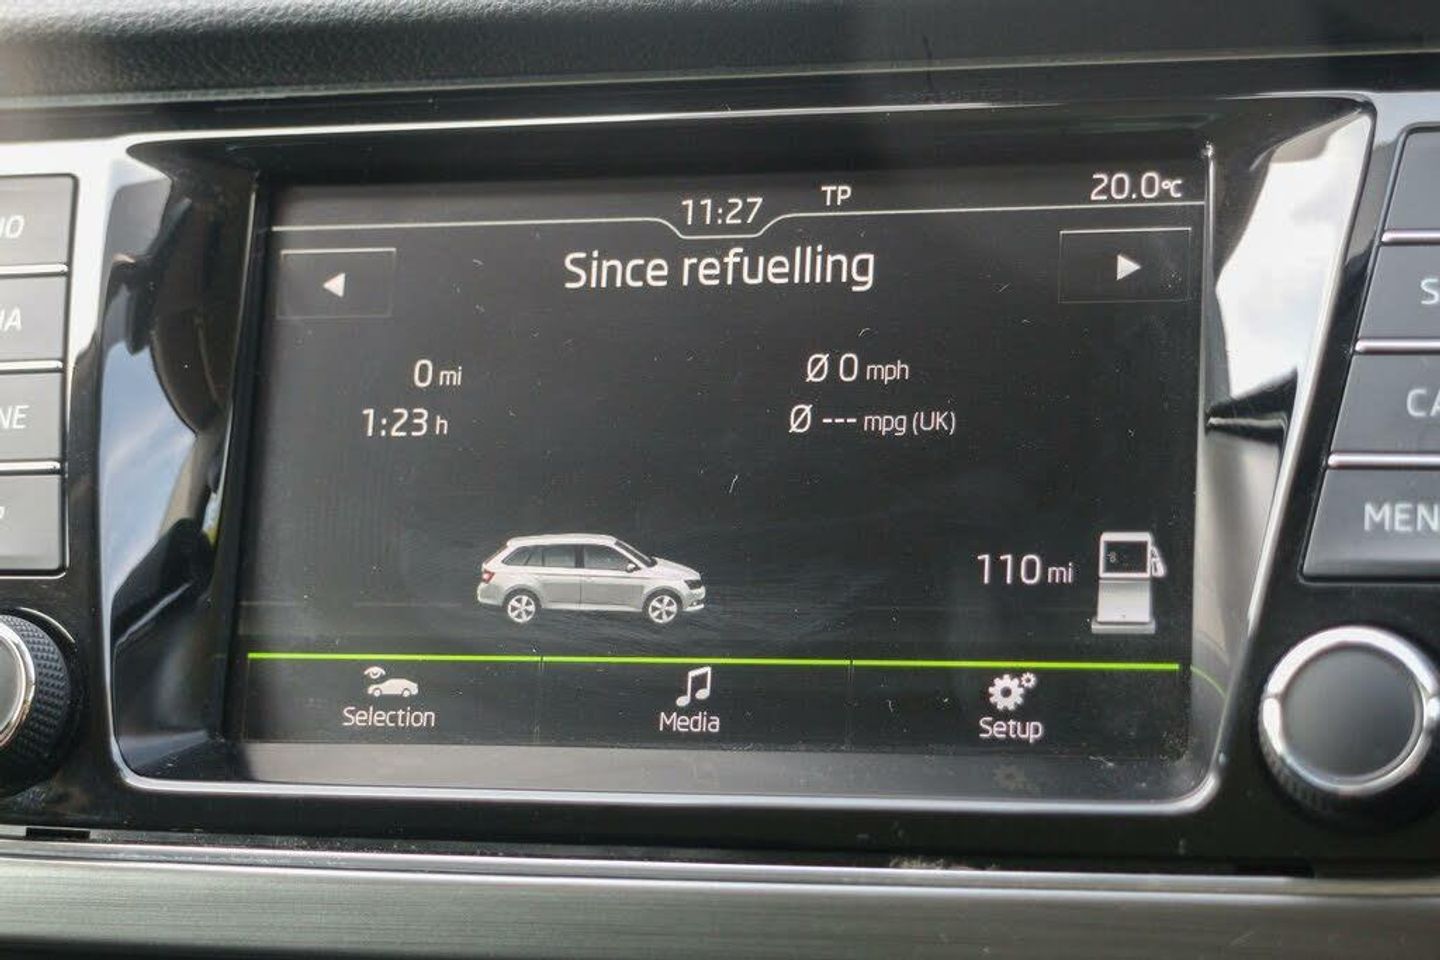 11:27
TP
20.0°C
Since refuelling
0 mi
Ø 0 mph
1:23 h
Ø --- mpg (UK)
110 mi
Selection
Media
Setup
MEN